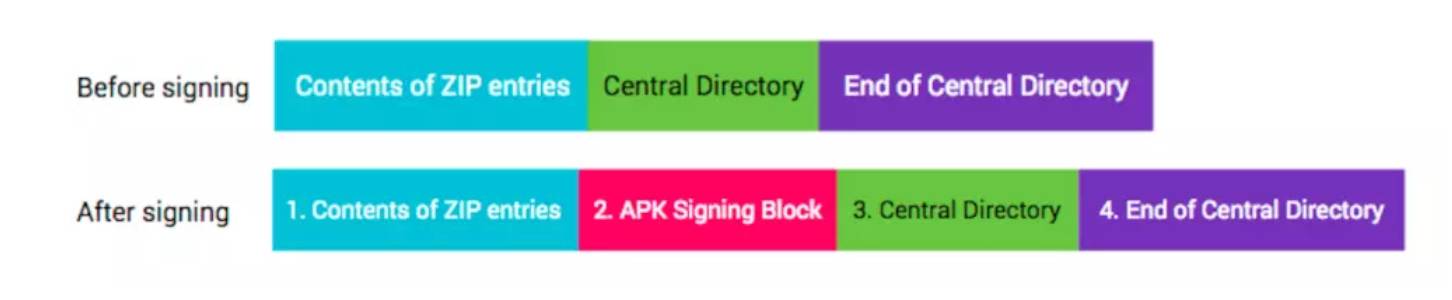 Before signing Contents of ZIP entries Central Directory End of Central Directory
After signing 1. Contents of ZIP entries 2. APK Signing Block 3. Central Directory 4. End of Central Directory